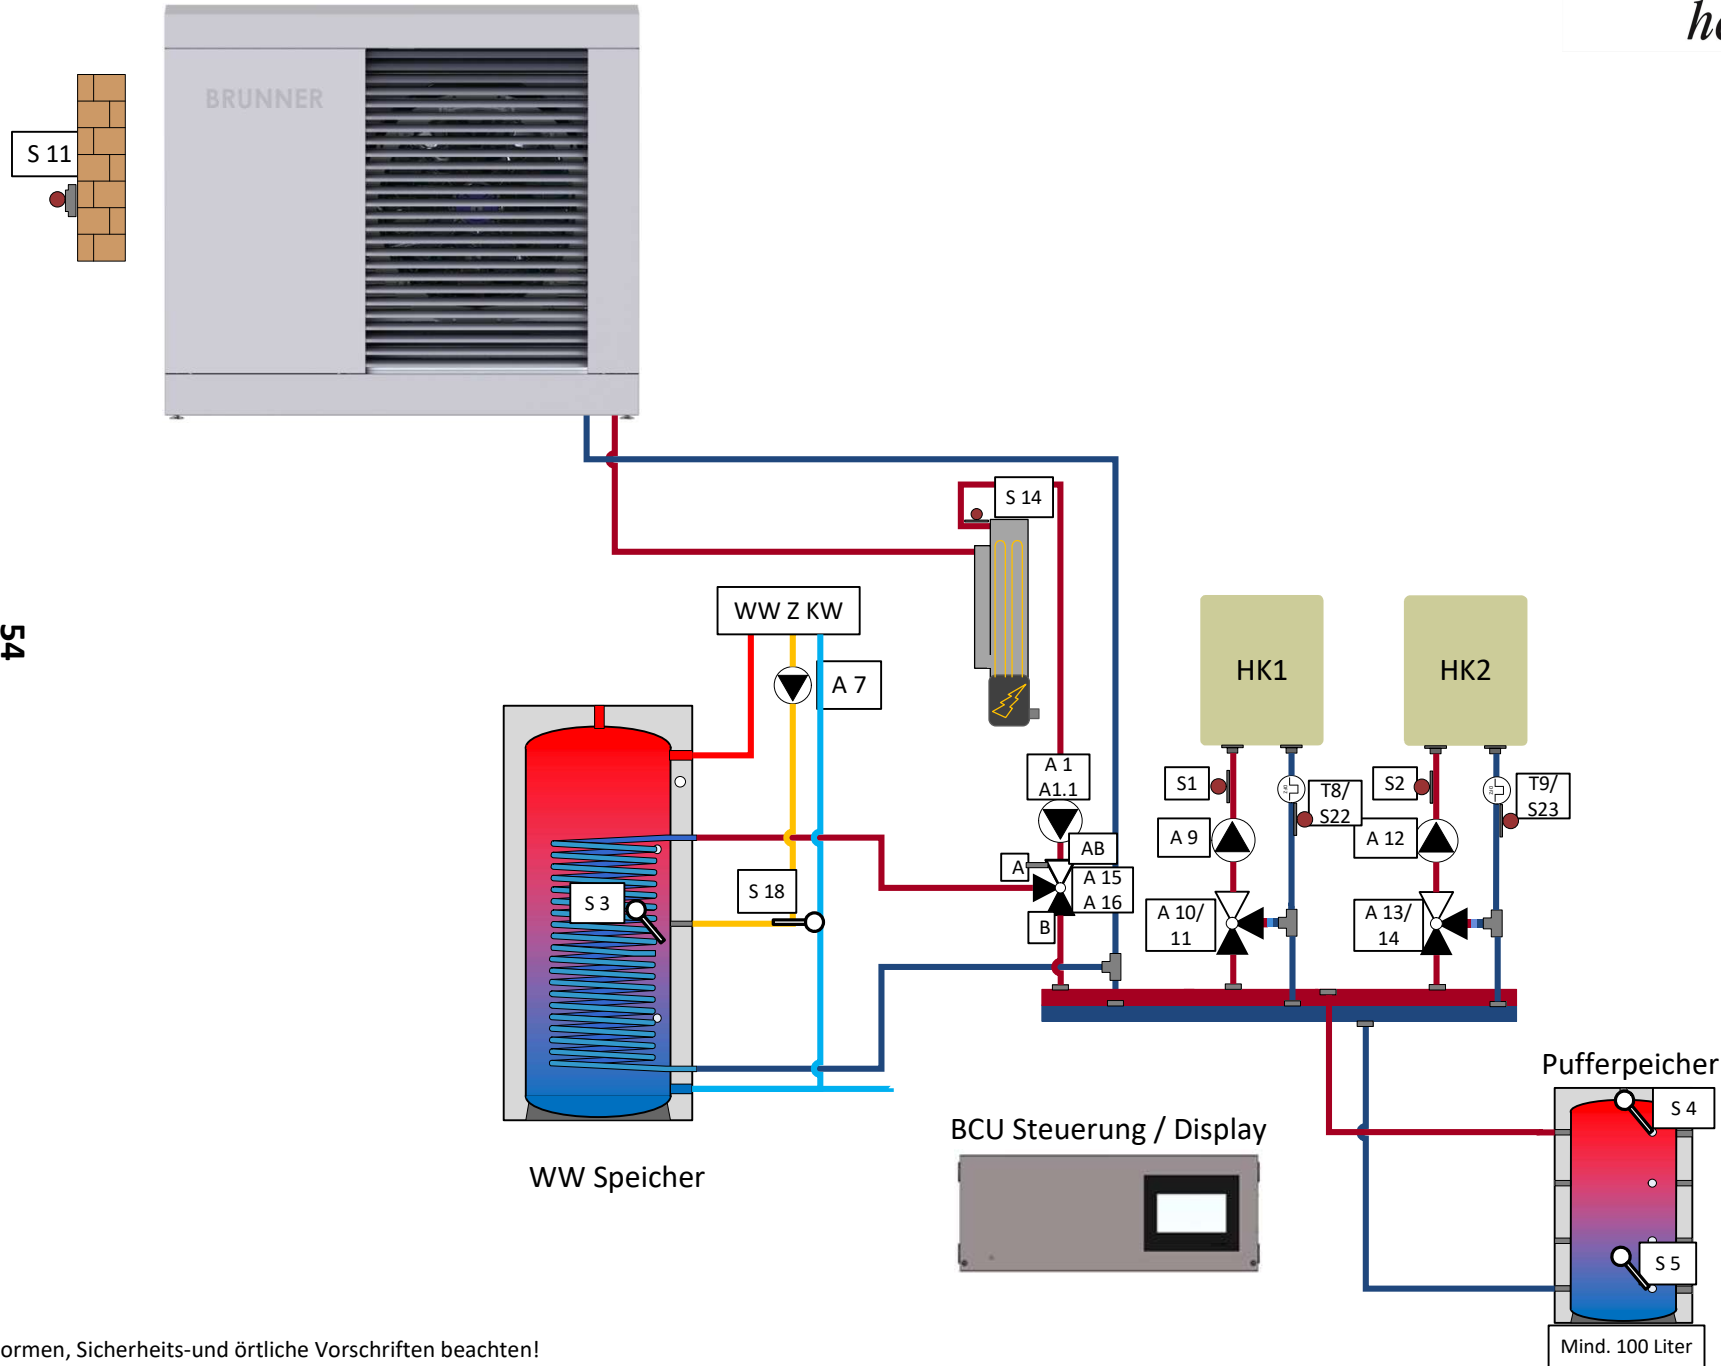 BRUNNER
S 11
S 14
WW Z KW
A 7
HK1
HK2
A 1
A1.1
S1
T8/
S22
S2
T9/
S23
A 9
A 12
AB
A
A 15
A 16
B
S 3
S 18
A 10/
11
A 13/
14
54
Pufferpeicher
S 4
S 5
Mind. 100 Liter
BCU Steuerung / Display
WW Speicher
ormen, Sicherheits-und örtliche Vorschriften beachten!